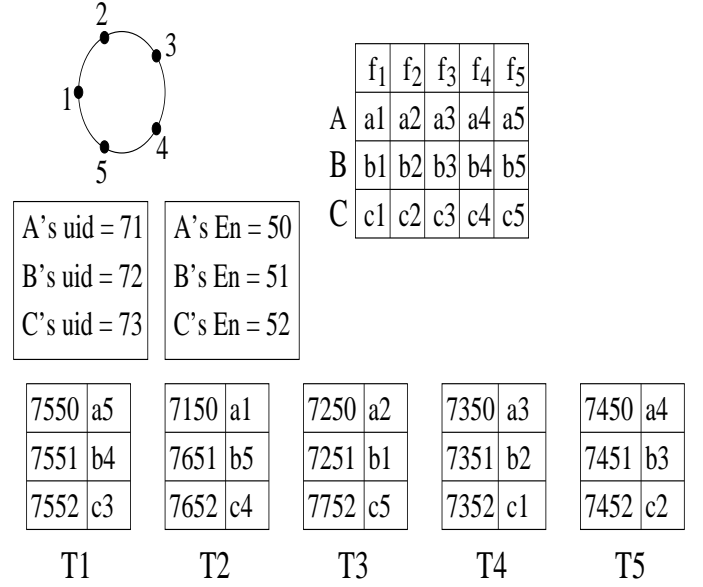 2
3
1
4
5
f1 f2 f3 f4 f5
A a1 a2 a3 a4 a5
B b1 b2 b3 b4 b5
C c1 c2 c3 c4 c5
A’s uid = 71
B’s uid = 72
C’s uid = 73
A’s En = 50
B’s En = 51
C’s En = 52
7550 a5
7551 b4
7552 c3
T1
7150 a1
7651 b5
7652 c4
T2
7250 a2
7251 b1
7752 c5
T3
7350 a3
7351 b2
7352 c1
T4
7450 a4
7451 b3
7452 c2
T5